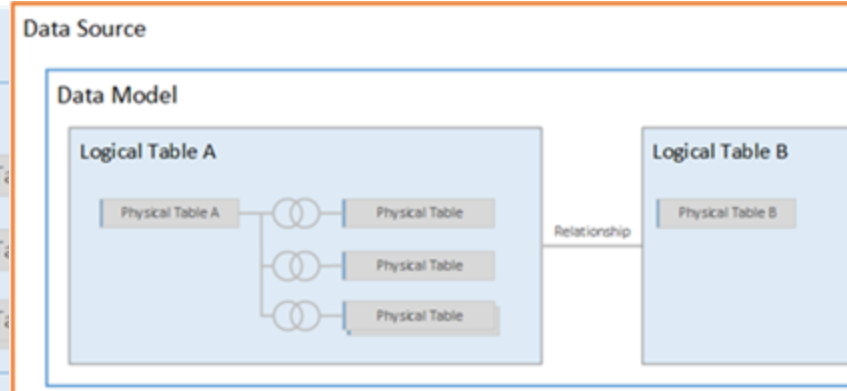 Data Source
Data Model
Logical Table A
Logical Table B
Physical Table A
Physical Table
Physical Table B
Relationship
Physical Table
Physical Table